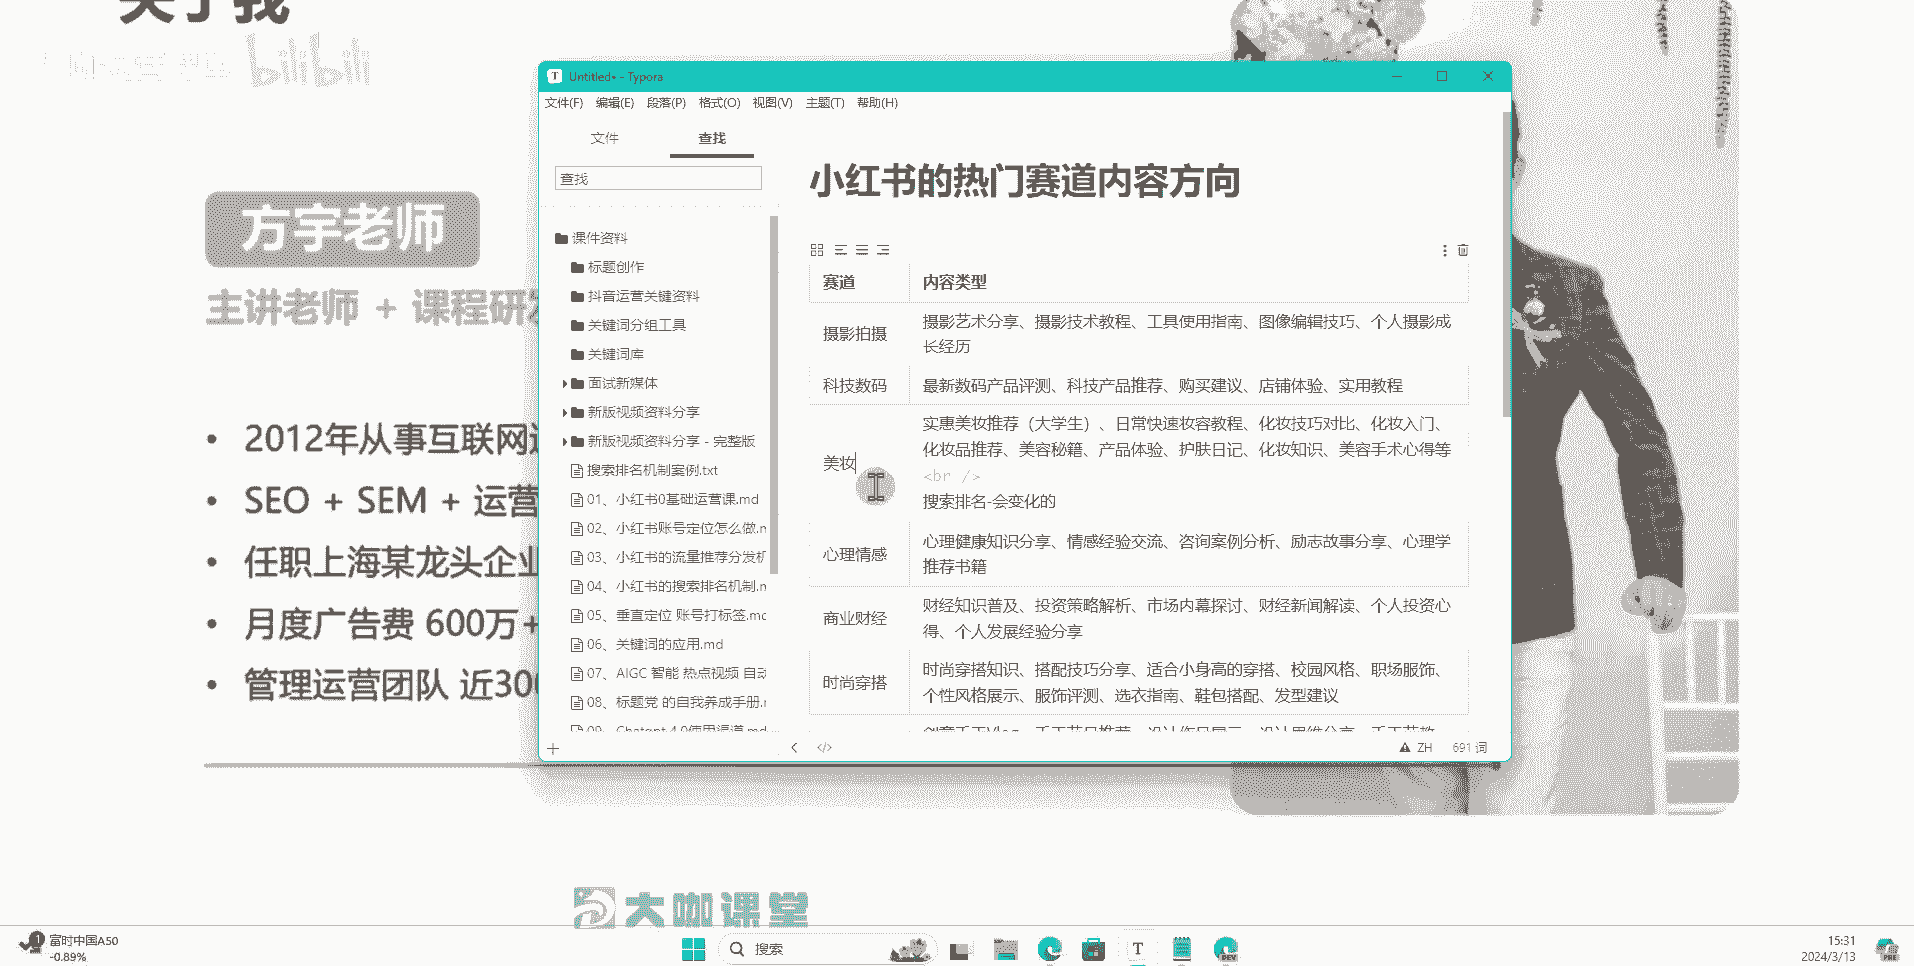 关于我
bilibili
方宇老师
主讲老师 + 课程研发
2012年从事互联网
SEO + SEM + 运营
任职上海某龙头企业
月度广告费 600万+
管理运营团队 近300
Untitled• - Typora
文件(F) 编辑(E) 段落(P) 格式(O) 视图(V) 主题(T) 帮助(H)
文件 查找
查找
课件资料
标题创作
抖音运营关键资料
关键词分组工具
关键词库
面试新媒体
新版视频资料分享
新版视频资料分享 - 完整版
搜索排名机制案例.txt
01、小红书0基础运营课.md
02、小红书账号定位怎么做.m
03、小红书的流量推荐分发机
04、小红书的搜索排名机制.m
05、垂直定位 账号打标签.md
06、关键词的应用.md
07、AIGC 智能 热点视频 自动
08、标题党 的自我养成手册.m
09、Chatgpt 4.0使用渠道.md
小红书的热门赛道内容方向
赛道 内容类型
摄影拍摄 摄影艺术分享、摄影技术教程、工具使用指南、图像编辑技巧、个人摄影成
长经历
科技数码 最新数码产品评测、科技产品推荐、购买建议、店铺体验、实用教程
美妆 实惠美妆推荐（大学生）、日常快速妆容教程、化妆技巧对比、化妆入门、
化妆品推荐、美容秘籍、产品体验、护肤日记、化妆知识、美容手术心得等
<br />
搜索排名-会变化的
心理情感 心理健康知识分享、情感经验交流、咨询案例分析、励志故事分享、心理学
推荐书籍
商业财经 财经知识普及、投资策略解析、市场内幕探讨、财经新闻解读、个人投资心
得、个人发展经验分享
时尚穿搭 时尚穿搭知识、搭配技巧分享、适合小身高的穿搭、校园风格、职场服饰、
个性风格展示、服饰评测、选衣指南、鞋包搭配、发型建议
ZH 691 词
大咖课堂
1 富时中国A50
-0.89%
搜索
15:31
2024/3/13